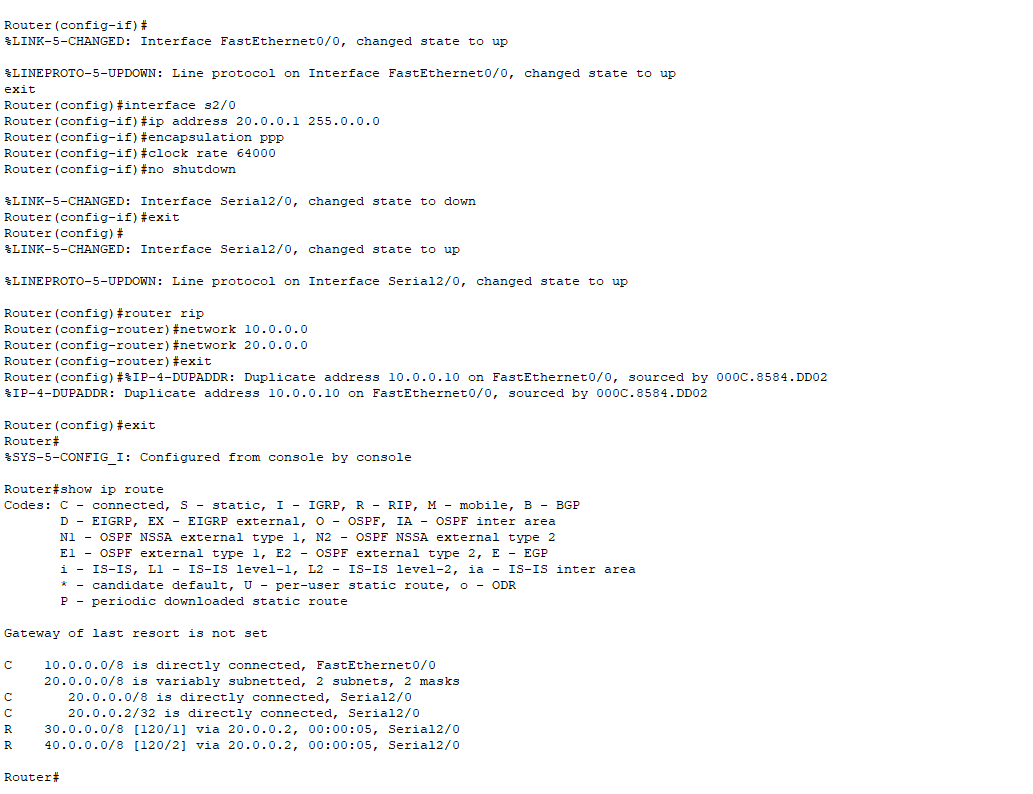 Router(config-if)#
%LINK-5-CHANGED: Interface FastEthernet0/0, changed state to up
%LINEPROTO-5-UPDOWN: Line protocol on Interface FastEthernet0/0, changed state to up
exit
Router(config)#interface s2/0
Router(config-if)#ip address 20.0.0.1 255.0.0.0
Router(config-if)#encapsulation ppp
Router(config-if)#clock rate 64000
Router(config-if)#no shutdown
%LINK-5-CHANGED: Interface Serial2/0, changed state to down
Router(config-if)#exit
Router(config)#
%LINK-5-CHANGED: Interface Serial2/0, changed state to up
%LINEPROTO-5-UPDOWN: Line protocol on Interface Serial2/0, changed state to up
Router(config)#router rip
Router(config-router)#network 10.0.0.0
Router(config-router)#network 20.0.0.0
Router(config-router)#exit
Router(config)#%IP-4-DUPADDR: Duplicate address 10.0.0.10 on FastEthernet0/0, sourced by 000C.8584.DD02
%IP-4-DUPADDR: Duplicate address 10.0.0.10 on FastEthernet0/0, sourced by 000C.8584.DD02
Router(config)#exit
Router#
%SYS-5-CONFIG_I: Configured from console by console
Router#show ip route
Codes: C - connected, S - static, I - IGRP, R - RIP, M - mobile, B - BGP
D - EIGRP, EX - EIGRP external, O - OSPF, IA - OSPF inter area
N1 - OSPF NSSA external type 1, N2 - OSPF NSSA external type 2
E1 - OSPF external type 1, E2 - OSPF external type 2, E - EGP
i - IS-IS, L1 - IS-IS level-1, L2 - IS-IS level-2, ia - IS-IS inter area
* - candidate default, U - per-user static route, o - ODR
P - periodic downloaded static route
Gateway of last resort is not set
C 10.0.0.0/8 is directly connected, FastEthernet0/0
20.0.0.0/8 is variably subnetted, 2 subnets, 2 masks
C 20.0.0.0/8 is directly connected, Serial2/0
C 20.0.0.2/32 is directly connected, Serial2/0
R 30.0.0.0/8 [120/1] via 20.0.0.2, 00:00:05, Serial2/0
R 40.0.0.0/8 [120/2] via 20.0.0.2, 00:00:05, Serial2/0
Router#